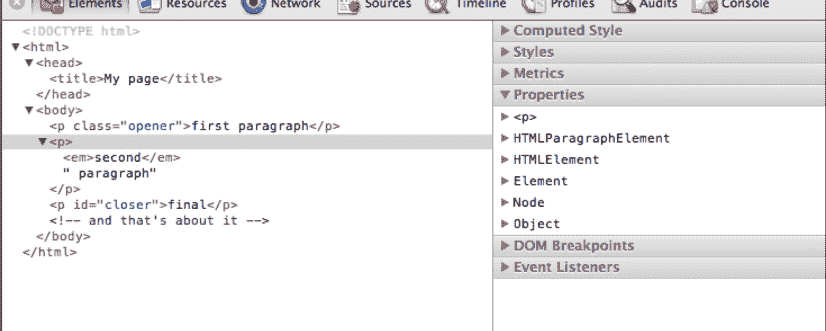 Elements Resources Network Sources Timeline Profiles Audits Console
<!DOCTYPE html>
▼<html>
▼<head>
<title>My page</title>
</head>
▼<body>
<p class="opener">first paragraph</p>
▼<p>
<em>second</em>
" paragraph"
</p>
<p id="closer">final</p>
<!-- and that's about it -->
</body>
</html>
▶Computed Style
▶Styles
▶Metrics
▼Properties
▶<p>
▶HTMLParagraphElement
▶HTMLElement
▶Element
▶Node
▶Object
▶DOM Breakpoints
▶Event Listeners